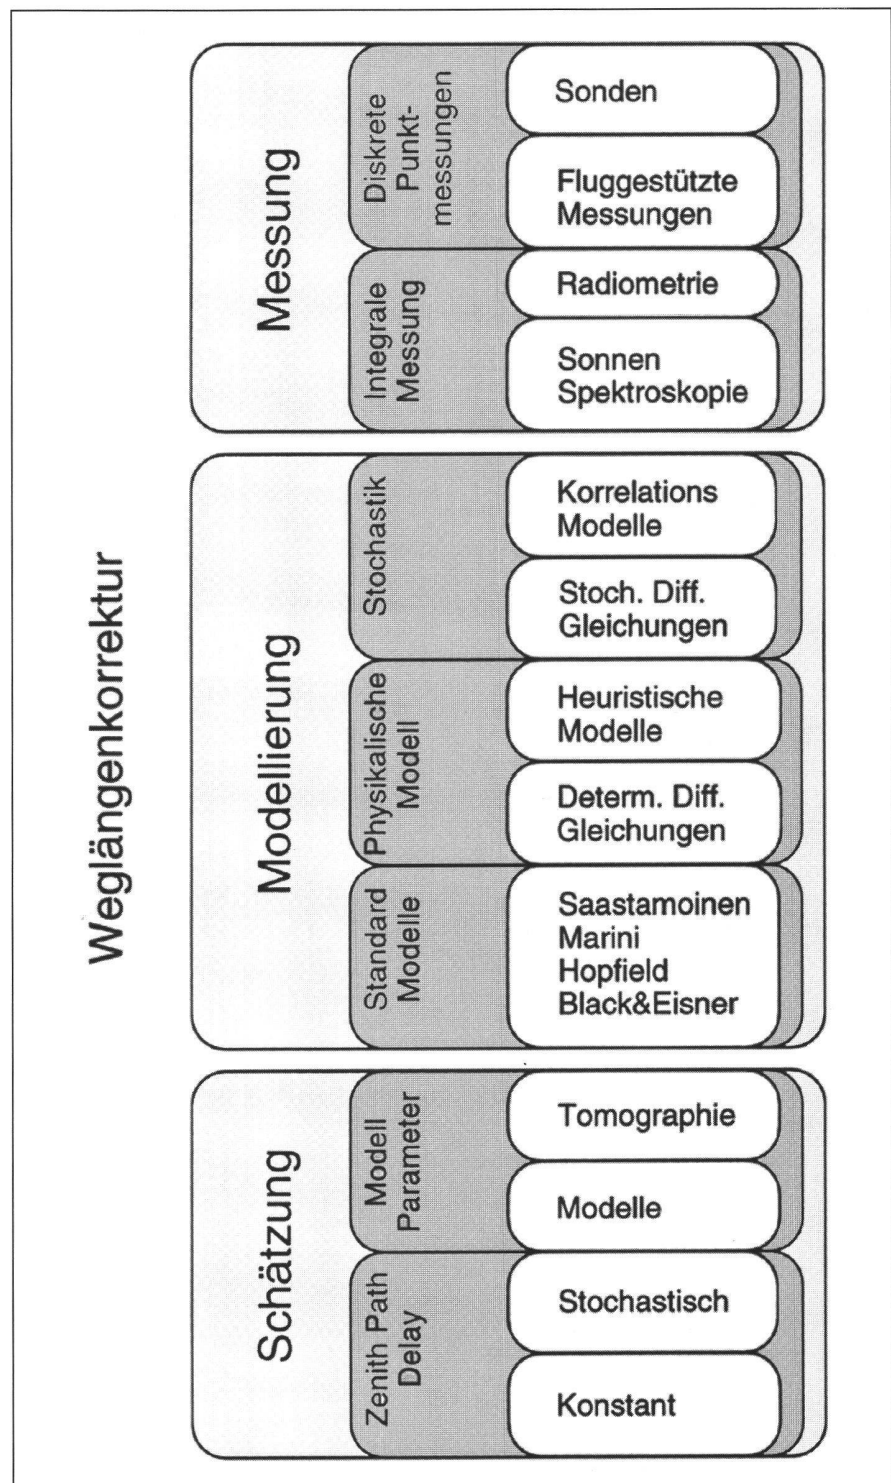 Weglängenkorrektur
Messung
Diskrete
Punkt-
messungen
Sonden
Fluggestützte
Messungen
Integrale
Messung
Radiometrie
Sonnen
Spektroskopie
Modellierung
Stochastik
Korrelations
Modelle
Stoch. Diff.
Gleichungen
Physikalische
Modell
Heuristische
Modelle
Determ. Diff.
Gleichungen
Standard
Modelle
Saastamoinen
Marini
Hopfield
Black&Eisner
Schätzung
Modell
Parameter
Tomographie
Modelle
Zenith Path
Delay
Stochastisch
Konstant